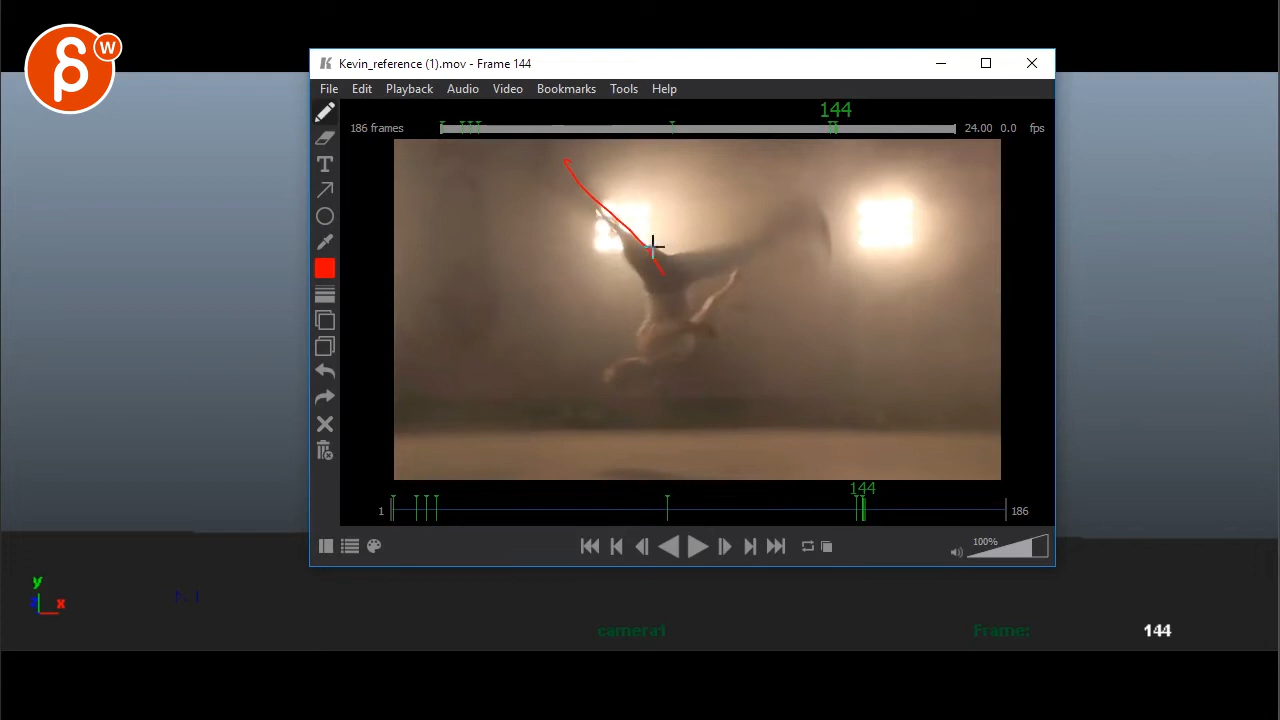 W
Kevin_reference (1).mov - Frame 144
File Edit Playback Audio Video Bookmarks Tools Help
144
186 frames
24.00 0.0 fps
T
144
1
186
100%
y
x
camera1
Frame:
144